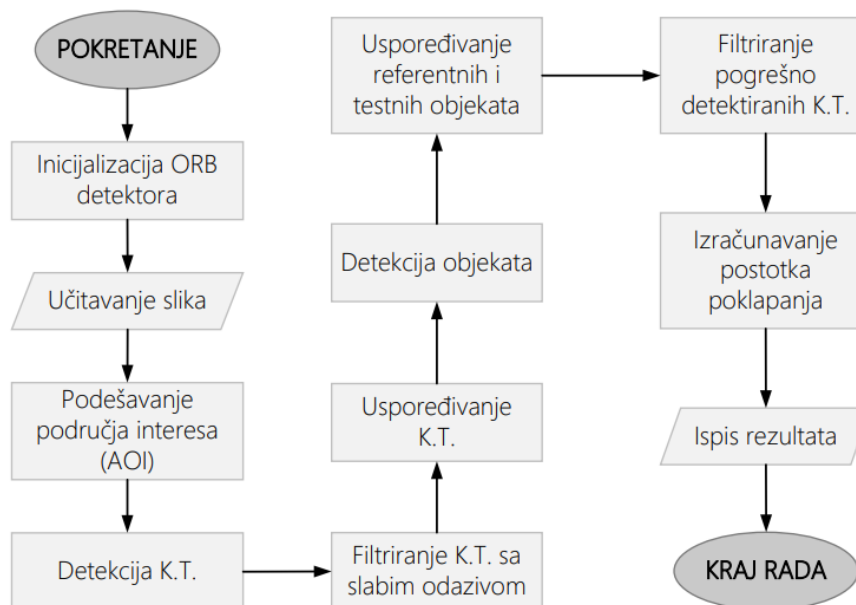 POKRETANJE
Inicijalizacija ORB
detektora
Učitavanje slika
Podešavanje
područja interesa
(AOI)
Detekcija K.T.
Filtriranje K.T. sa
slabim odazivom
Uspoređivanje
K.T.
Detekcija objekata
Uspoređivanje
referentnih i
testnih objekata
Filtriranje
pogrešno
detektiranih K.T.
Izračunavanje
postotka
poklapanja
Ispis rezultata
KRAJ RADA